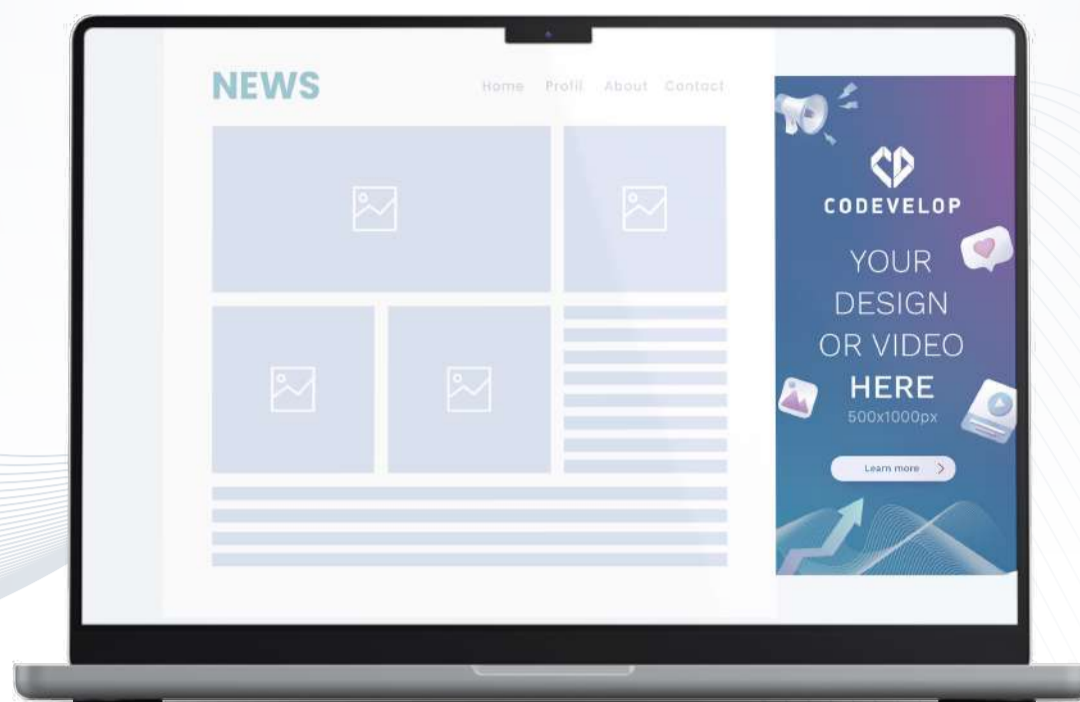 NEWS
Home Profil About Contact
CODEVELOP
YOUR
DESIGN
OR VIDEO
HERE
500x1000px
Learn more